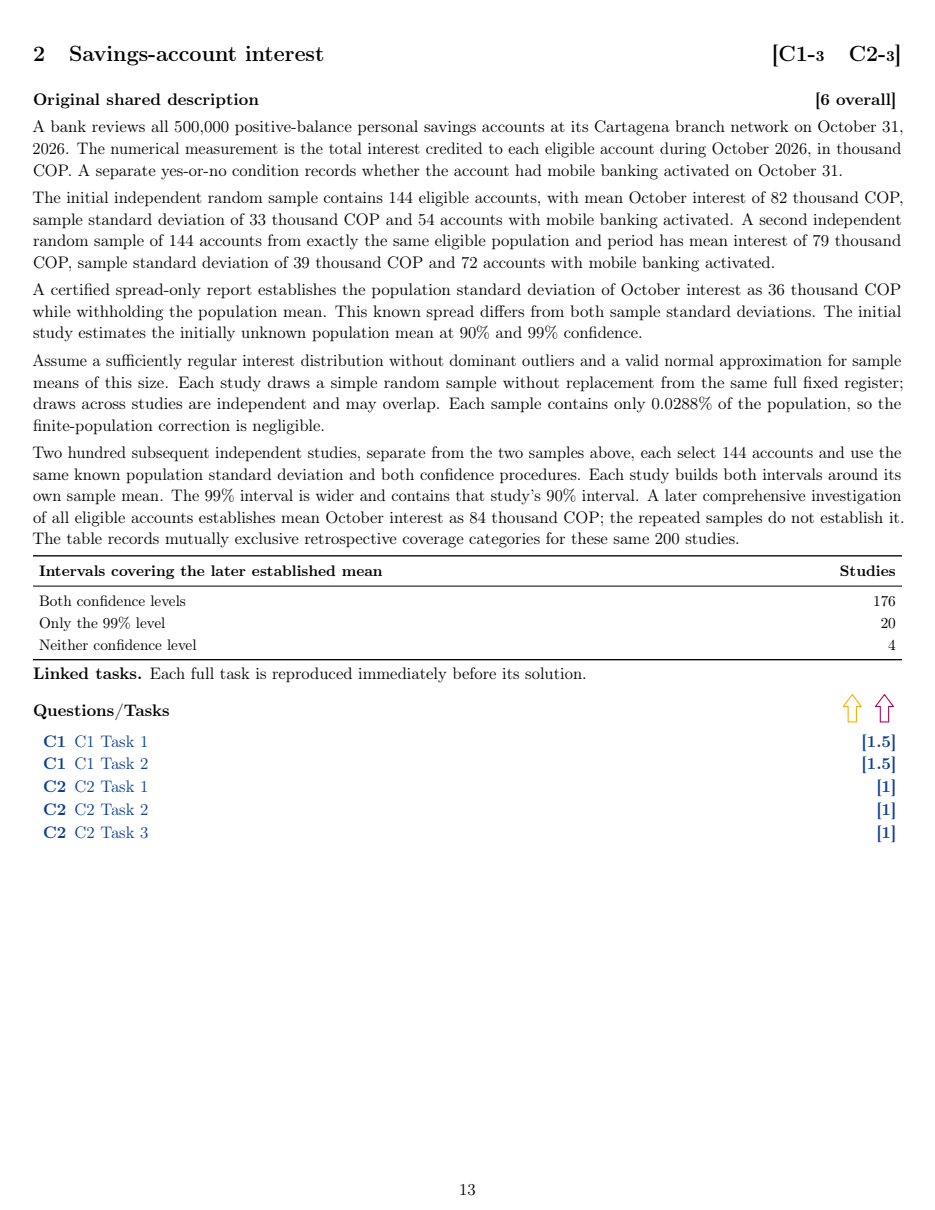 2 Savings-account interest [C1-3 C2-3]
Original shared description [6 overall]
A bank reviews all 500,000 positive-balance personal savings accounts at its Cartagena branch network on October 31,
2026. The numerical measurement is the total interest credited to each eligible account during October 2026, in thousand
COP. A separate yes-or-no condition records whether the account had mobile banking activated on October 31.
The initial independent random sample contains 144 eligible accounts, with mean October interest of 82 thousand COP,
sample standard deviation of 33 thousand COP and 54 accounts with mobile banking activated. A second independent
random sample of 144 accounts from exactly the same eligible population and period has mean interest of 79 thousand
COP, sample standard deviation of 39 thousand COP and 72 accounts with mobile banking activated.
A certified spread-only report establishes the population standard deviation of October interest as 36 thousand COP
while withholding the population mean. This known spread differs from both sample standard deviations. The initial
study estimates the initially unknown population mean at 90% and 99% confidence.
Assume a sufficiently regular interest distribution without dominant outliers and a valid normal approximation for sample
means of this size. Each study draws a simple random sample without replacement from the same full fixed register;
draws across studies are independent and may overlap. Each sample contains only 0.0288% of the population, so the
finite-population correction is negligible.
Two hundred subsequent independent studies, separate from the two samples above, each select 144 accounts and use the
same known population standard deviation and both confidence procedures. Each study builds both intervals around its
own sample mean. The 99% interval is wider and contains that study's 90% interval. A later comprehensive investigation
of all eligible accounts establishes mean October interest as 84 thousand COP; the repeated samples do not establish it.
The table records mutually exclusive retrospective coverage categories for these same 200 studies.
Intervals covering the later established mean Studies
Both confidence levels 176
Only the 99% level 20
Neither confidence level 4
Linked tasks. Each full task is reproduced immediately before its solution.
Questions/Tasks
C1 C1 Task 1 [1.5]
C1 C1 Task 2 [1.5]
C2 C2 Task 1 [1]
C2 C2 Task 2 [1]
C2 C2 Task 3 [1]
13